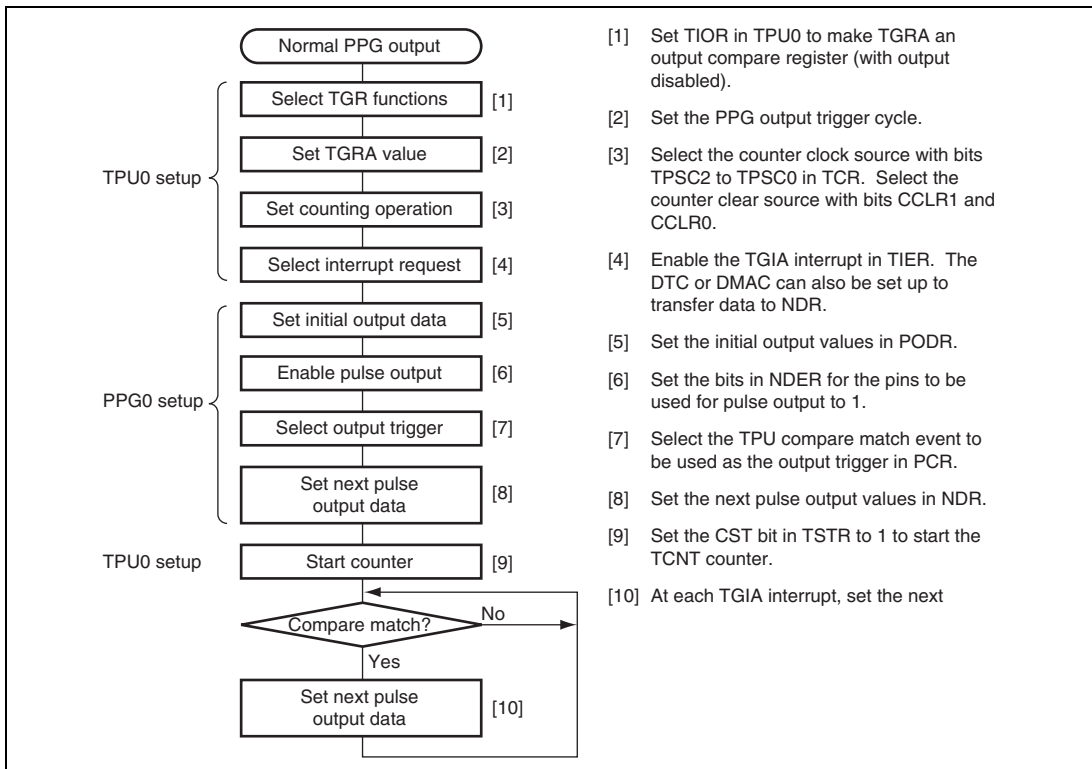 Normal PPG output
Select TGR functions [1]
Set TGRA value [2]
TPU0 setup
Set counting operation [3]
Select interrupt request [4]
Set initial output data [5]
Enable pulse output [6]
PPG0 setup
Select output trigger [7]
Set next pulse
output data
[8]
TPU0 setup
Start counter [9]
Compare match?
No
Yes
Set next pulse
output data
[10]
[1] Set TIOR in TPU0 to make TGRA an
output compare register (with output
disabled).
[2] Set the PPG output trigger cycle.
[3] Select the counter clock source with bits
TPSC2 to TPSC0 in TCR. Select the
counter clear source with bits CCLR1 and
CCLR0.
[4] Enable the TGIA interrupt in TIER. The
DTC or DMAC can also be set up to
transfer data to NDR.
[5] Set the initial output values in PODR.
[6] Set the bits in NDER for the pins to be
used for pulse output to 1.
[7] Select the TPU compare match event to
be used as the output trigger in PCR.
[8] Set the next pulse output values in NDR.
[9] Set the CST bit in TSTR to 1 to start the
TCNT counter.
[10] At each TGIA interrupt, set the next